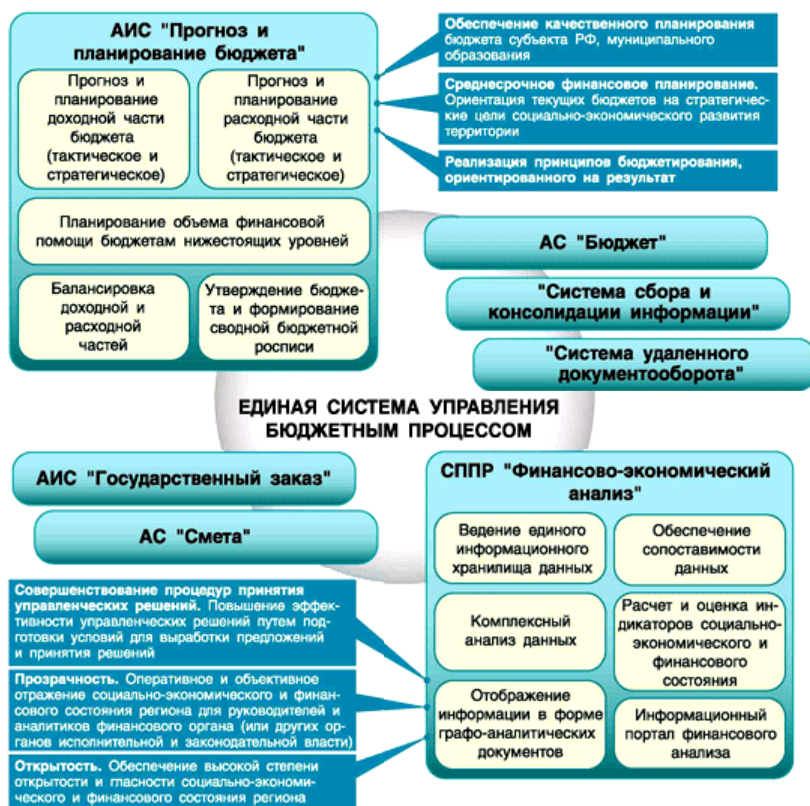 АИС "Прогноз и
планирование бюджета"
Прогноз и
планирование
доходной части
бюджета
(тактическое и
стратегическое)
Прогноз и
планирование
расходной части
бюджета
(тактическое и
стратегическое)
Планирование объема финансовой
помощи бюджетам нижестоящих уровней
Балансировка
доходной и
расходной
частей
Утверждение бюдже-
та и формирование
сводной бюджетной
росписи
Обеспечение качественного планирования
бюджета субъекта РФ, муниципального
образования
Среднесрочное финансовое планирование.
Ориентация текущих бюджетов на стратегичес-
кие цели социально-экономического развития
территории
Реализация принципов бюджетирования,
ориентированного на результат
АС "Бюджет"
"Система сбора и
консолидации информации"
"Система удаленного
документооборота"
ЕДИНАЯ СИСТЕМА УПРАВЛЕНИЯ
БЮДЖЕТНЫМ ПРОЦЕССОМ
АИС "Государственный заказ"
АС "Смета"
СППР "Финансово-экономический
анализ"
Ведение единого
информационного
хранилища данных
Обеспечение
сопоставимости
данных
Комплексный
анализ данных
Расчет и оценка ин-
дикаторов социально-
экономического и
финансового
состояния
Отображение
информации в форме
графо-аналитических
документов
Информационный
портал финансового
анализа
Совершенствование процедур принятия
управленческих решений. Повышение эффек-
тивности управленческих решений путем под-
готовки условий для выработки предложений
и принятия решений
Прозрачность. Оперативное и объективное
отражение социально-экономического и финан-
сового состояния региона для руководителей и
аналитиков финансового органа (или других ор-
ганов исполнительной и законодательной власти)
Открытость. Обеспечение высокой степени
открытости и гласности социально-экономи-
ческого и финансового состояния региона